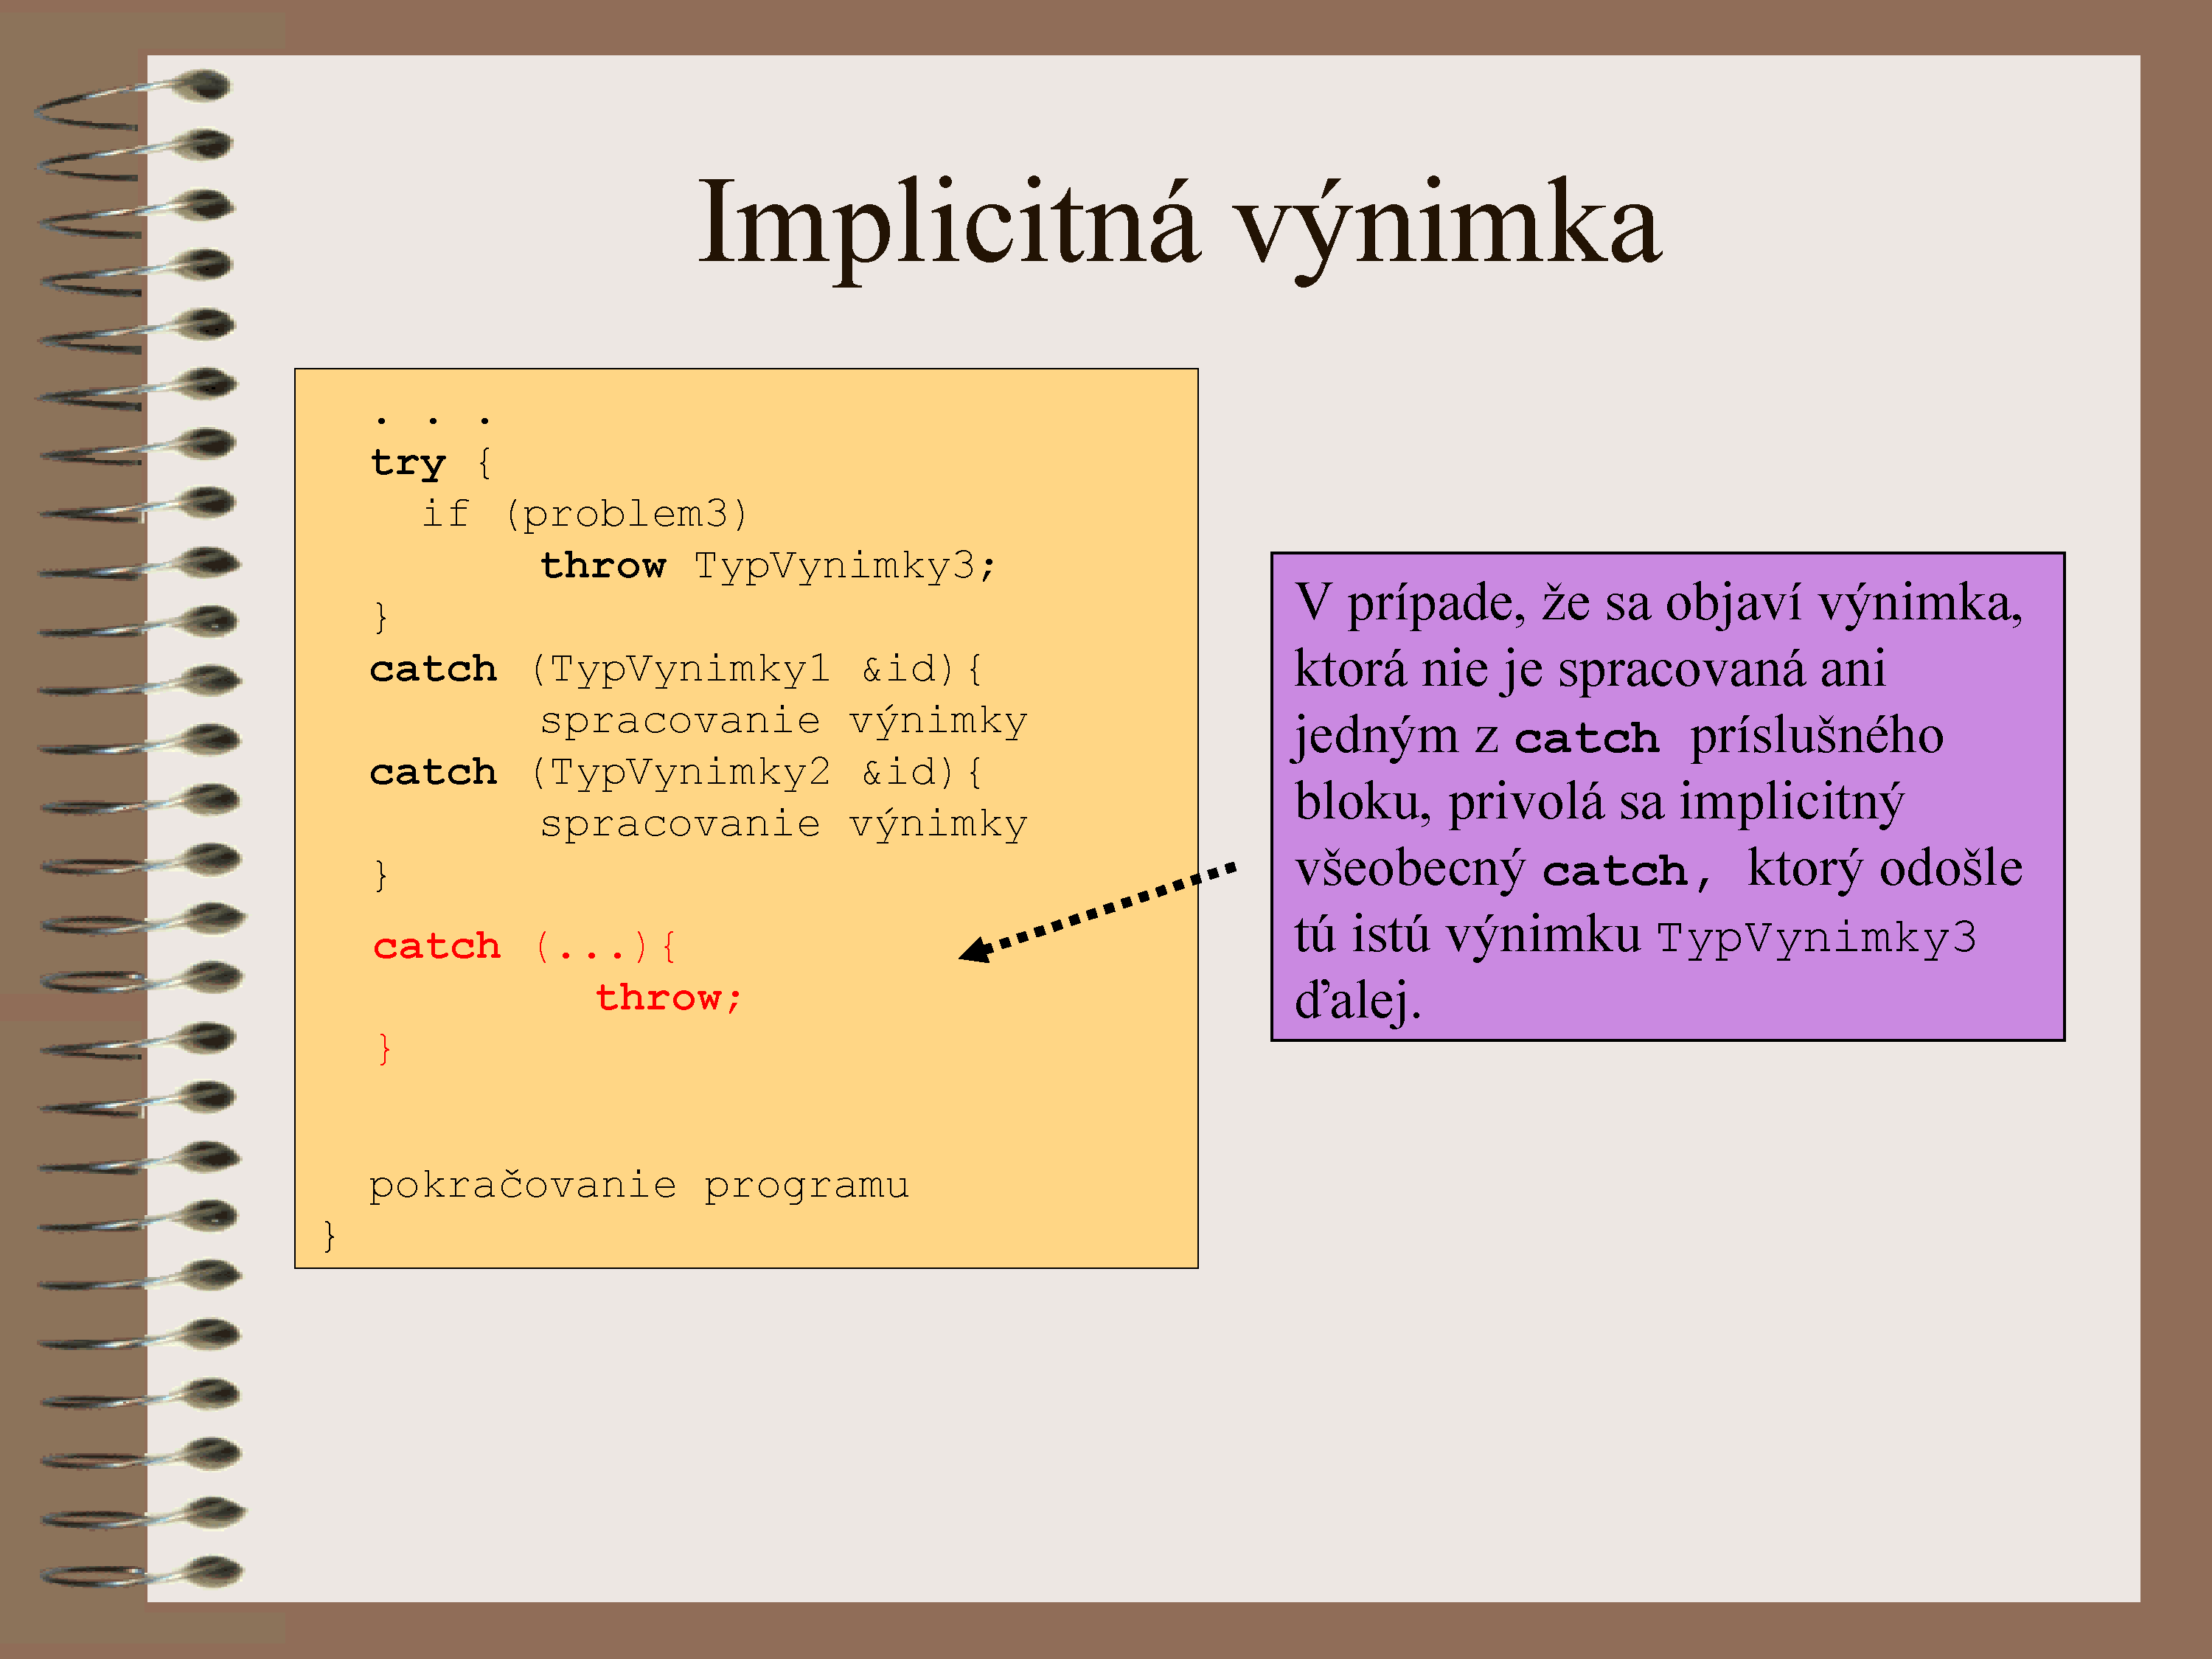 Implicitná výnimka
. . .
try {
if (problem3)
throw TypVynimky3;
}
catch (TypVynimky1 &id){
spracovanie výnimky
catch (TypVynimky2 &id){
spracovanie výnimky
}
catch (...){
throw;
}
pokračovanie programu
}
V prípade, že sa objaví výnimka,
ktorá nie je spracovaná ani
jedným z catch príslušného
bloku, privolá sa implicitný
všeobecný catch, ktorý odošle
tú istú výnimku TypVynimky3
ďalej.